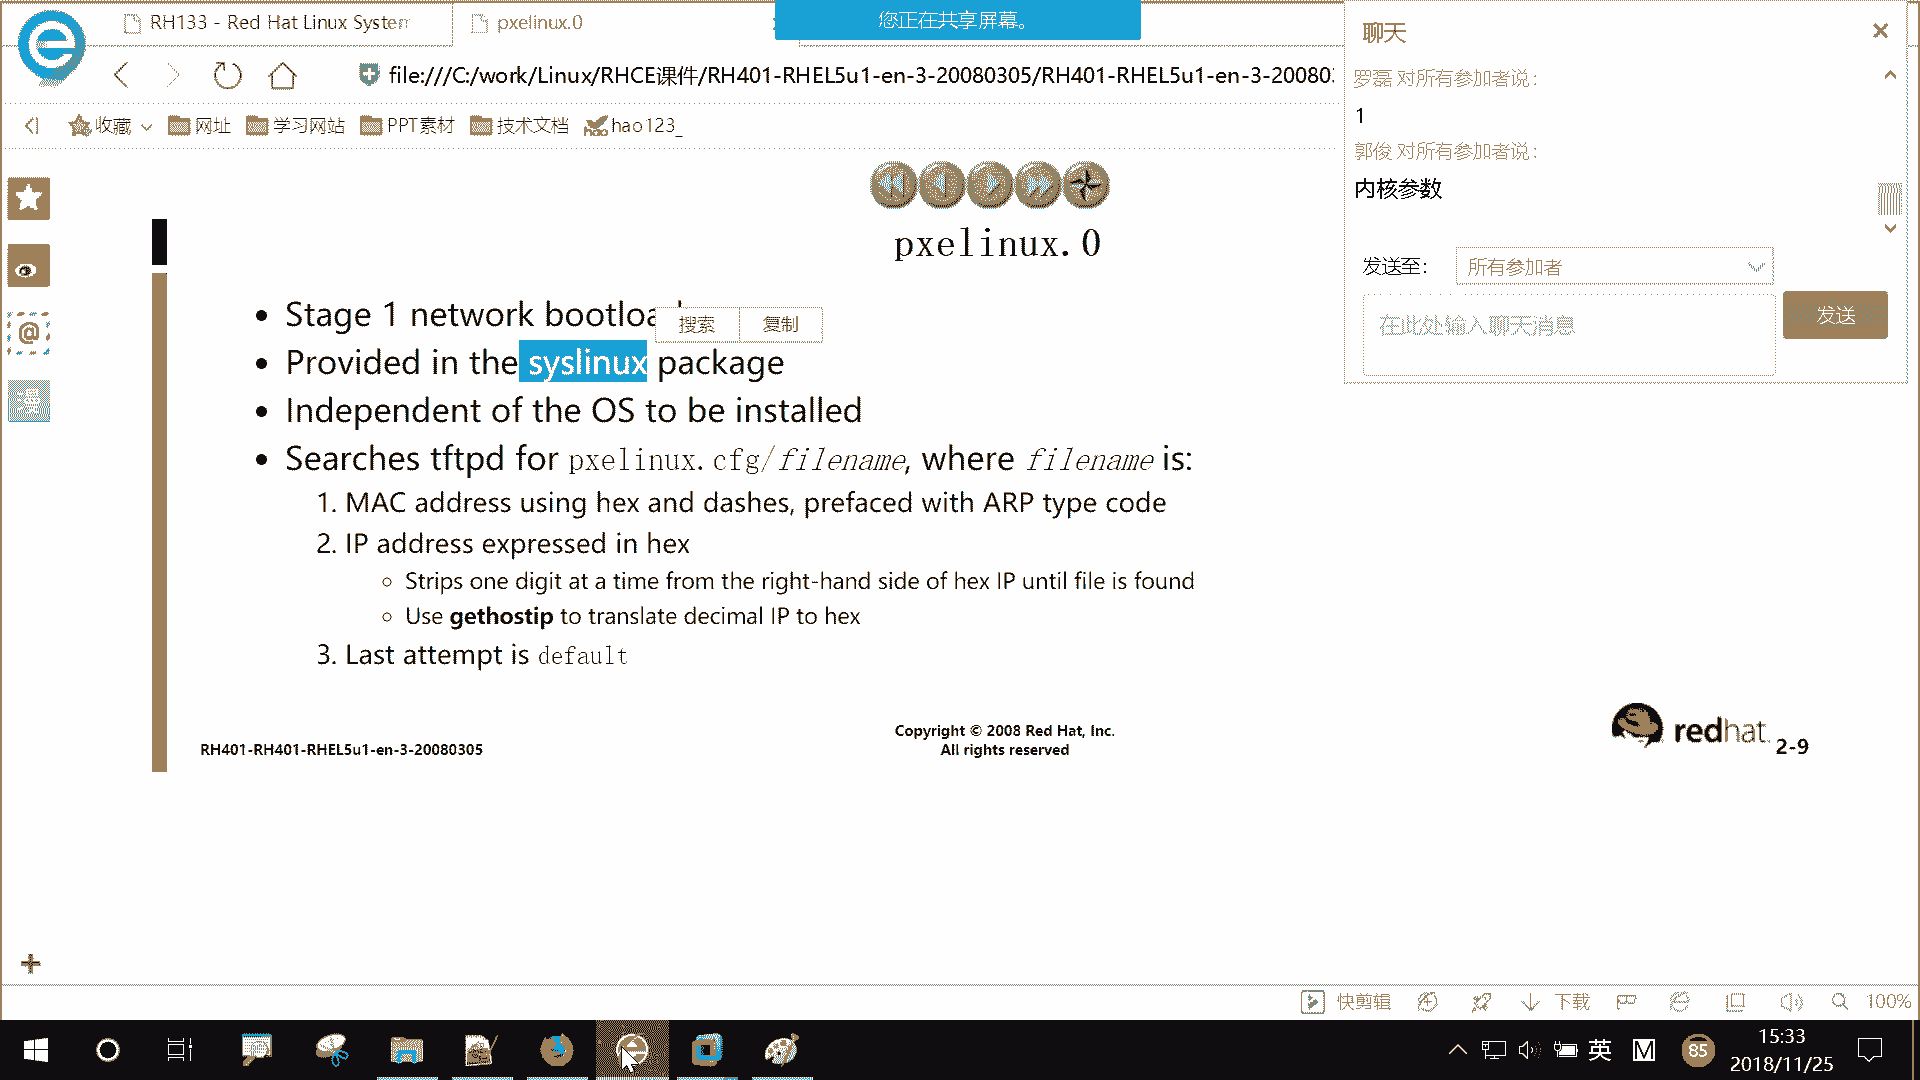 RH133 - Red Hat Linux System
pxelinux.0
您正在共享屏幕。
file:///C:/work/Linux/RHCE课件/RH401-RHEL5u1-en-3-20080305/RH401-RHEL5u1-en-3-20080
收藏 网址 学习网站 PPT素材 技术文档 hao123_
聊天
罗磊 对所有参加者说:
1
郭俊 对所有参加者说:
内核参数
发送至:
所有参加者
在此处输入聊天消息
发送
pxelinux.0
Stage 1 network bootloa
搜索 复制
Provided in the syslinux package
Independent of the OS to be installed
Searches tftpd for pxelinux.cfg/filename, where filename is:
1. MAC address using hex and dashes, prefaced with ARP type code
2. IP address expressed in hex
Strips one digit at a time from the right-hand side of hex IP until file is found
Use gethostip to translate decimal IP to hex
3. Last attempt is default
RH401-RH401-RHEL5u1-en-3-20080305
Copyright © 2008 Red Hat, Inc.
All rights reserved
redhat.
2-9
快剪辑
下载
100%
英
M
85
15:33
2018/11/25